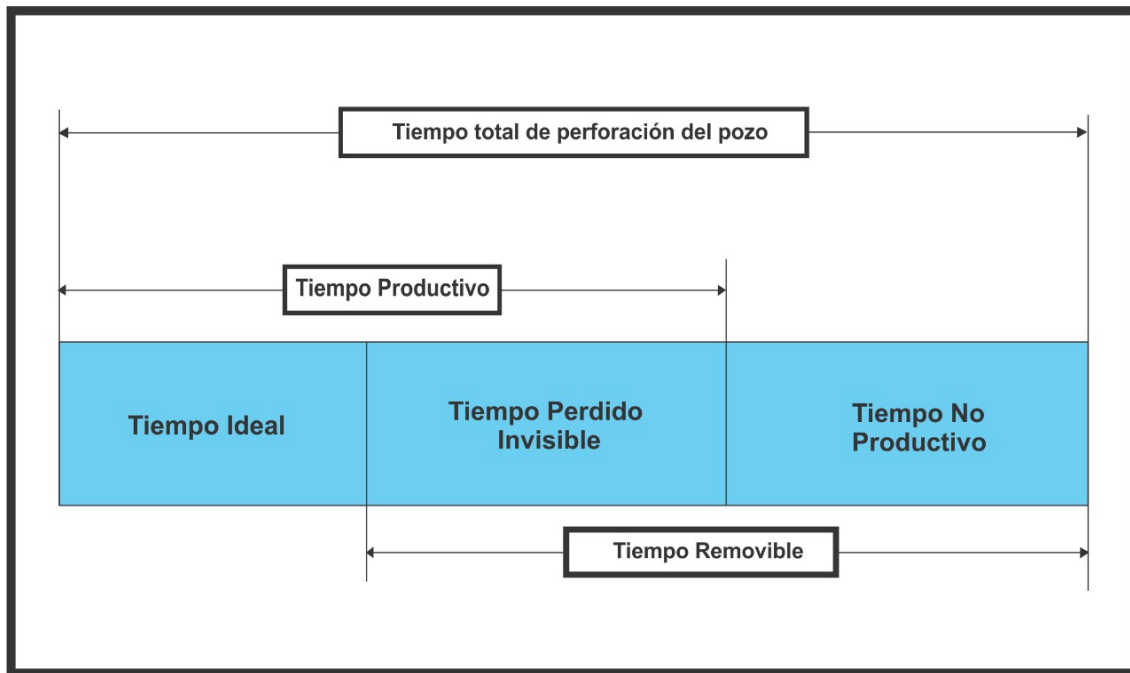 Tiempo total de perforación del pozo
Tiempo Productivo
Tiempo Ideal
Tiempo Perdido
Invisible
Tiempo No
Productivo
Tiempo Removible